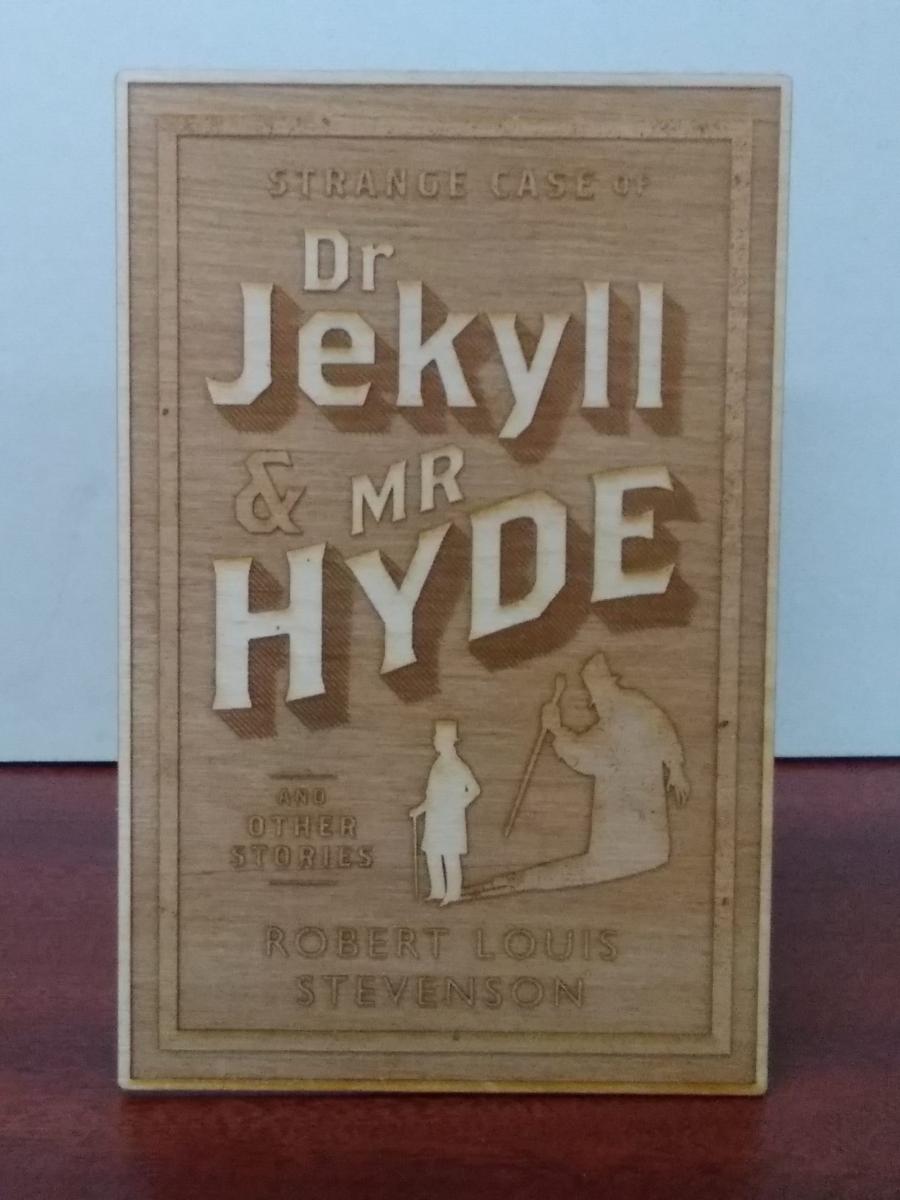 STRANGE CASE OF
Dr
Jekyll
& MR
HYDE
AND
OTHER
STORIES
ROBERT LOUIS
STEVENSON